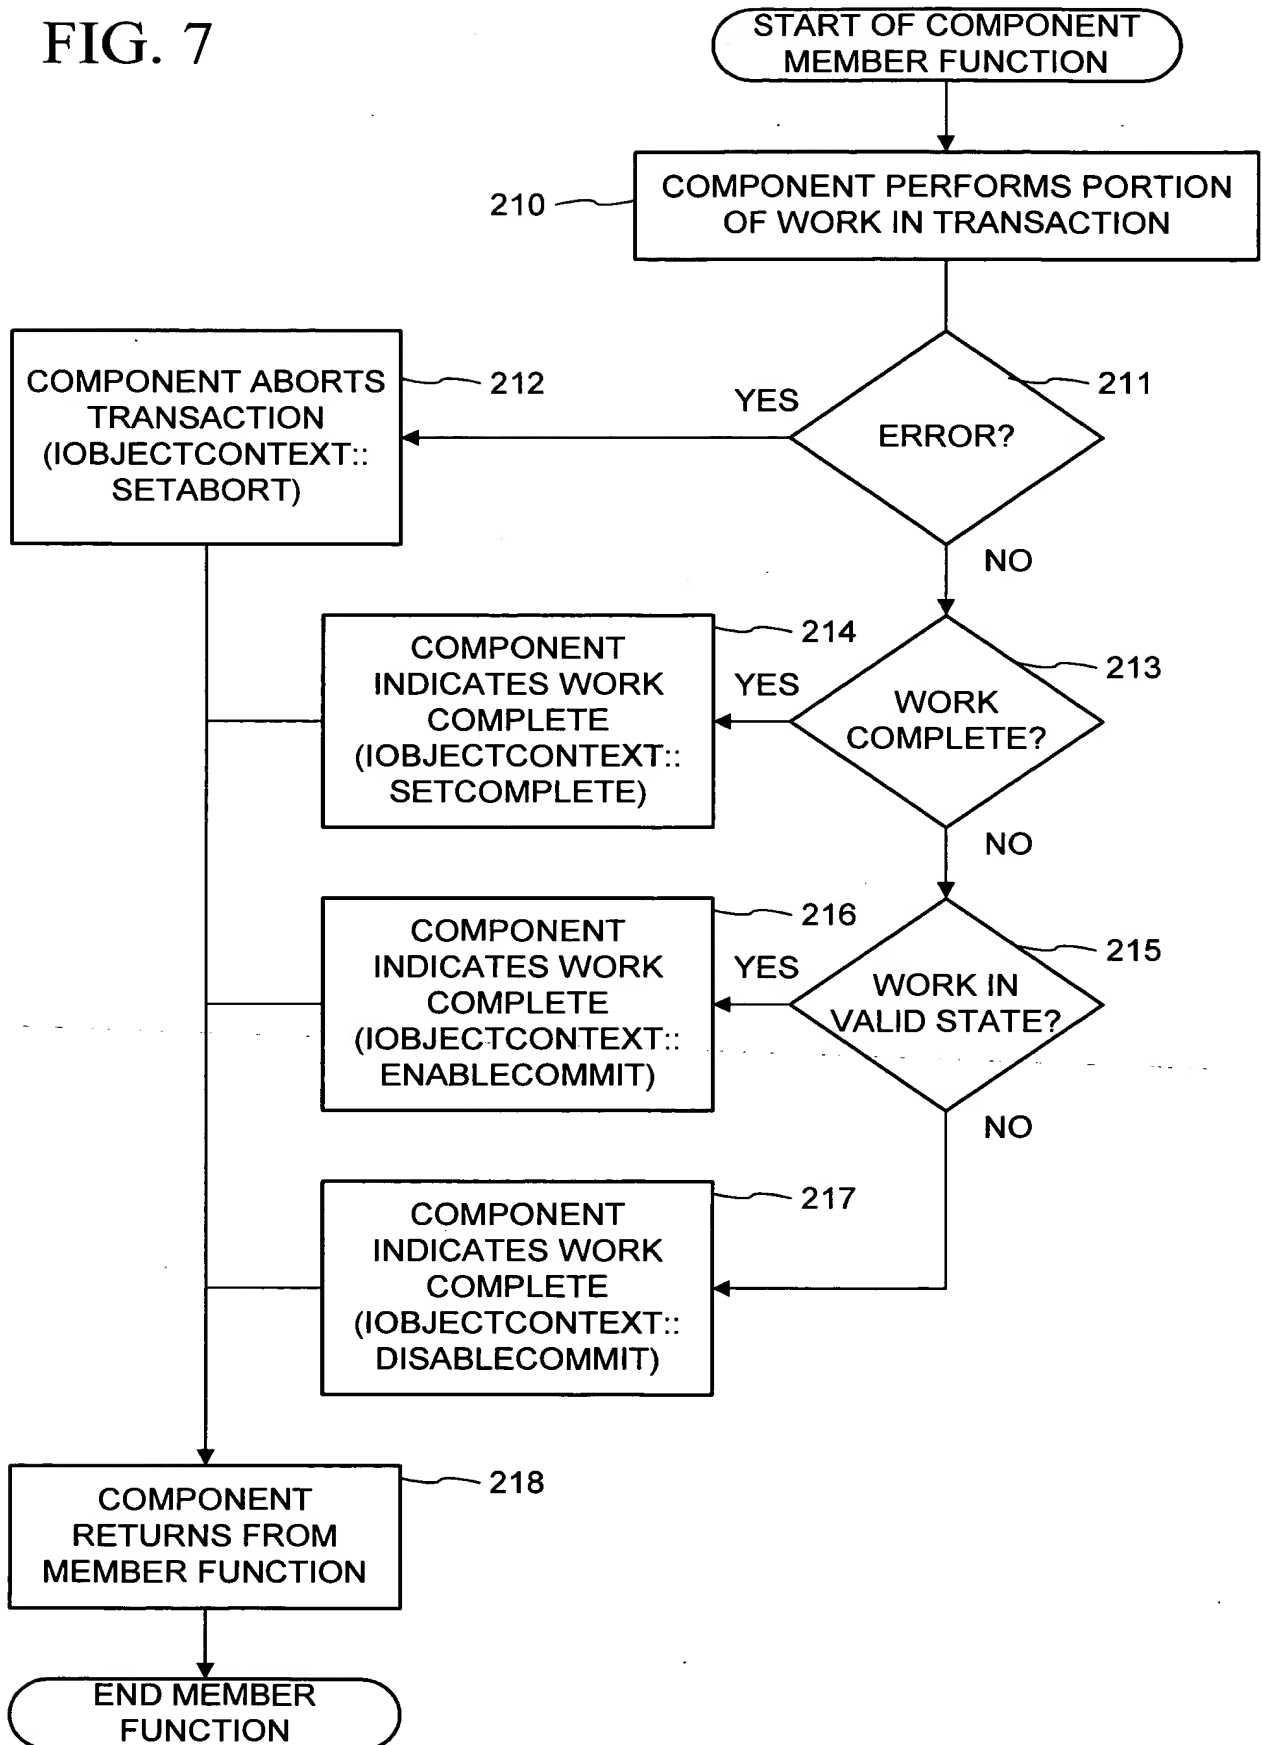 FIG. 7
START OF COMPONENT
MEMBER FUNCTION
210
COMPONENT PERFORMS PORTION
OF WORK IN TRANSACTION
COMPONENT ABORTS
TRANSACTION
(IOBJECTCONTEXT::
SETABORT)
212
YES
ERROR?
211
NO
COMPONENT
INDICATES WORK
COMPLETE
(IOBJECTCONTEXT::
SETCOMPLETE)
214
YES
WORK
COMPLETE?
213
NO
COMPONENT
INDICATES WORK
COMPLETE
(IOBJECTCONTEXT::
ENABLECOMMIT)
216
YES
WORK IN
VALID STATE?
215
NO
COMPONENT
INDICATES WORK
COMPLETE
(IOBJECTCONTEXT::
DISABLECOMMIT)
217
COMPONENT
RETURNS FROM
MEMBER FUNCTION
218
END MEMBER
FUNCTION